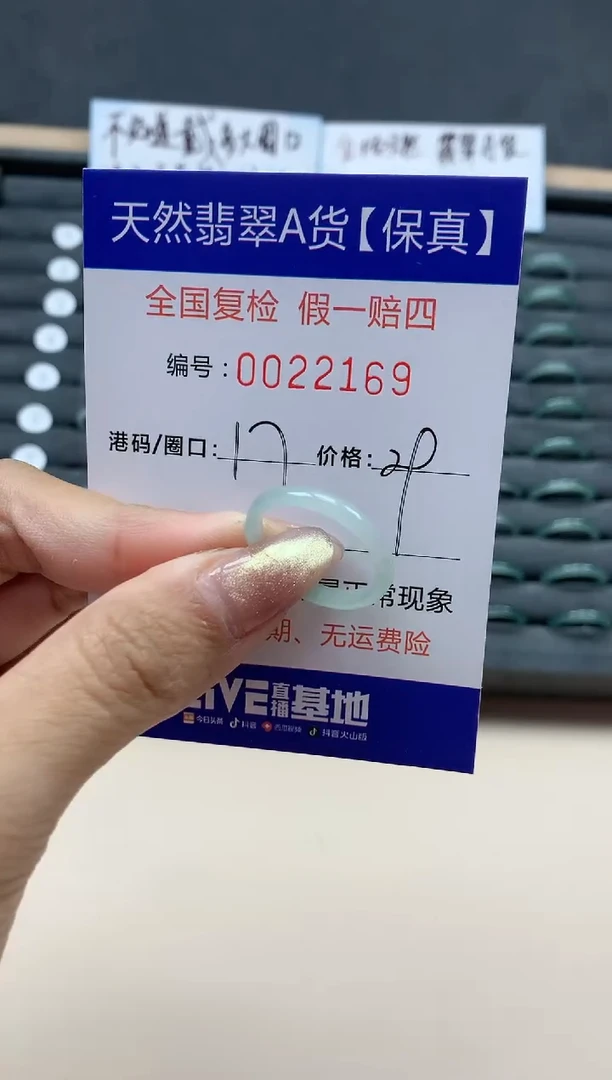 天然翡翠A货【保真】
全国复检 假一赔四
编号：0022169
港码/圈口：17 价格：29
常现象
期、无运费险
LIVE直播基地
今日头条 抖音 西瓜视频 抖音火山版